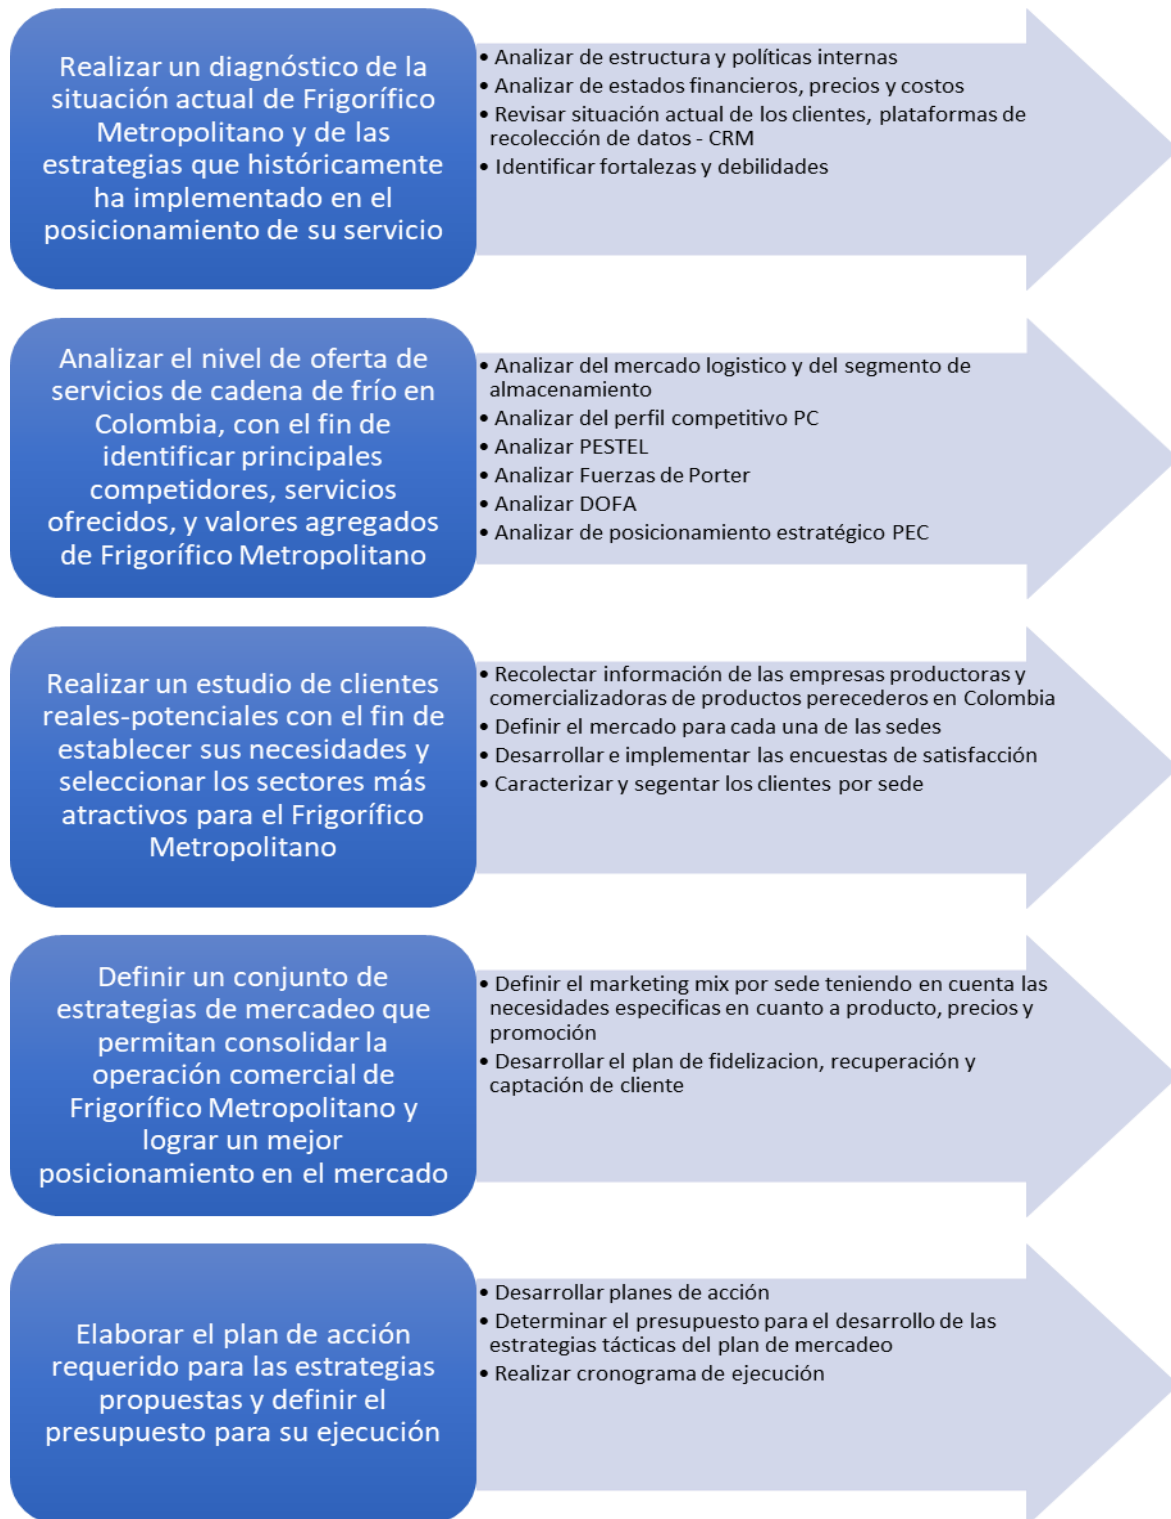 Realizar un diagnóstico de la
situación actual de Frigorífico
Metropolitano y de las
estrategias que históricamente
ha implementado en el
posicionamiento de su servicio
• Analizar de estructura y políticas internas
• Analizar de estados financieros, precios y costos
• Revisar situación actual de los clientes, plataformas de
recolección de datos - CRM
• Identificar fortalezas y debilidades
Analizar el nivel de oferta de
servicios de cadena de frío en
Colombia, con el fin de
identificar principales
competidores, servicios
ofrecidos, y valores agregados
de Frigorífico Metropolitano
• Analizar del mercado logistico y del segmento de
almacenamiento
• Analizar del perfil competitivo PC
• Analizar PESTEL
• Analizar Fuerzas de Porter
• Analizar DOFA
• Analizar de posicionamiento estratégico PEC
Realizar un estudio de clientes
reales-potenciales con el fin de
establecer sus necesidades y
seleccionar los sectores más
atractivos para el Frigorífico
Metropolitano
• Recolectar información de las empresas productoras y
comercializadoras de productos perecederos en Colombia
• Definir el mercado para cada una de las sedes
• Desarrollar e implementar las encuestas de satisfacción
• Caracterizar y segentar los clientes por sede
Definir un conjunto de
estrategias de mercadeo que
permitan consolidar la
operación comercial de
Frigorífico Metropolitano y
lograr un mejor
posicionamiento en el mercado
• Definir el marketing mix por sede teniendo en cuenta las
necesidades especificas en cuanto a producto, precios y
promoción
• Desarrollar el plan de fidelizacion, recuperación y
captación de cliente
Elaborar el plan de acción
requerido para las estrategias
propuestas y definir el
presupuesto para su ejecución
• Desarrollar planes de acción
• Determinar el presupuesto para el desarrollo de las
estrategias tácticas del plan de mercadeo
• Realizar cronograma de ejecución